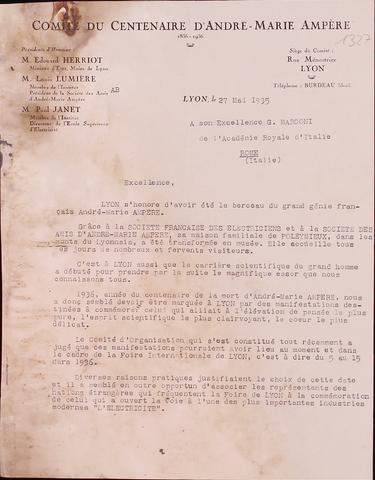 COMITÉ DU CENTENAIRE D'ANDRÉ-MARIE AMPÈRE
1836-1936
1327
Présidents d'Honneur :
M. Edouard HERRIOT
Ministre d'Etat, Maire de Lyon
M. Louis LUMIÈRE
Membre de l'Institut
Président de la Société des Amis
d'André-Marie Ampère
M. Paul JANET
Membre de l'Institut
Directeur de l'Ecole Supérieure
d'Electricité
AB
Siège du Comité :
Rue Ménestrier
LYON
Téléphone : BURDEAU
LYON, le 27 Mai 1935
A son Excellence G. MARCONI
de l'Académie Royale d'Italie
ROME
(Italie)
Excellence,
LYON s'honore d'avoir été le berceau du grand génie fran-
çais André-Marie AMPERE.
Grâce à la SOCIETE FRANCAISE DES ELECTRICIENS et à la SOCIETE DES
AMIS D'ANDRE-MARIE AMPERE, sa maison familiale de POLEYMIEUX, dans les
monts du Lyonnais, a été transformée en musée. Elle accueille tous
les jours de nombreux et fervents visiteurs.
C'est à LYON aussi que la carrière scientifique du grand homme
a débuté pour prendre par la suite le magnifique essor que nous
connaissons tous.
1936, année du centenaire de la mort d'André-Marie AMPERE, nous
a donc semblé devoir être marquée à LYON par des manifestations des-
tinées à commémorer celui qui alliait à l'élévation de pensée la plus
pure, l'esprit scientifique le plus clairvoyant, le coeur le plus
délicat.
Le Comité d'Organisation qui s'est constitué tout récemment a
jugé que ces manifestations pourraient avoir lieu au moment et dans
le cadre de la Foire Internationale de LYON, c'est à dire du 5 au 15
Mars 1936.
Diverses raisons pratiques justifiaient le choix de cette date
et il a semblé en outre opportun d'associer les représentants des
nations étrangères qui fréquentent la Foire de LYON à la commémoration
de celui qui a ouvert la voie à l'une des plus importantes industries
modernes "L'ELECTRICITE".